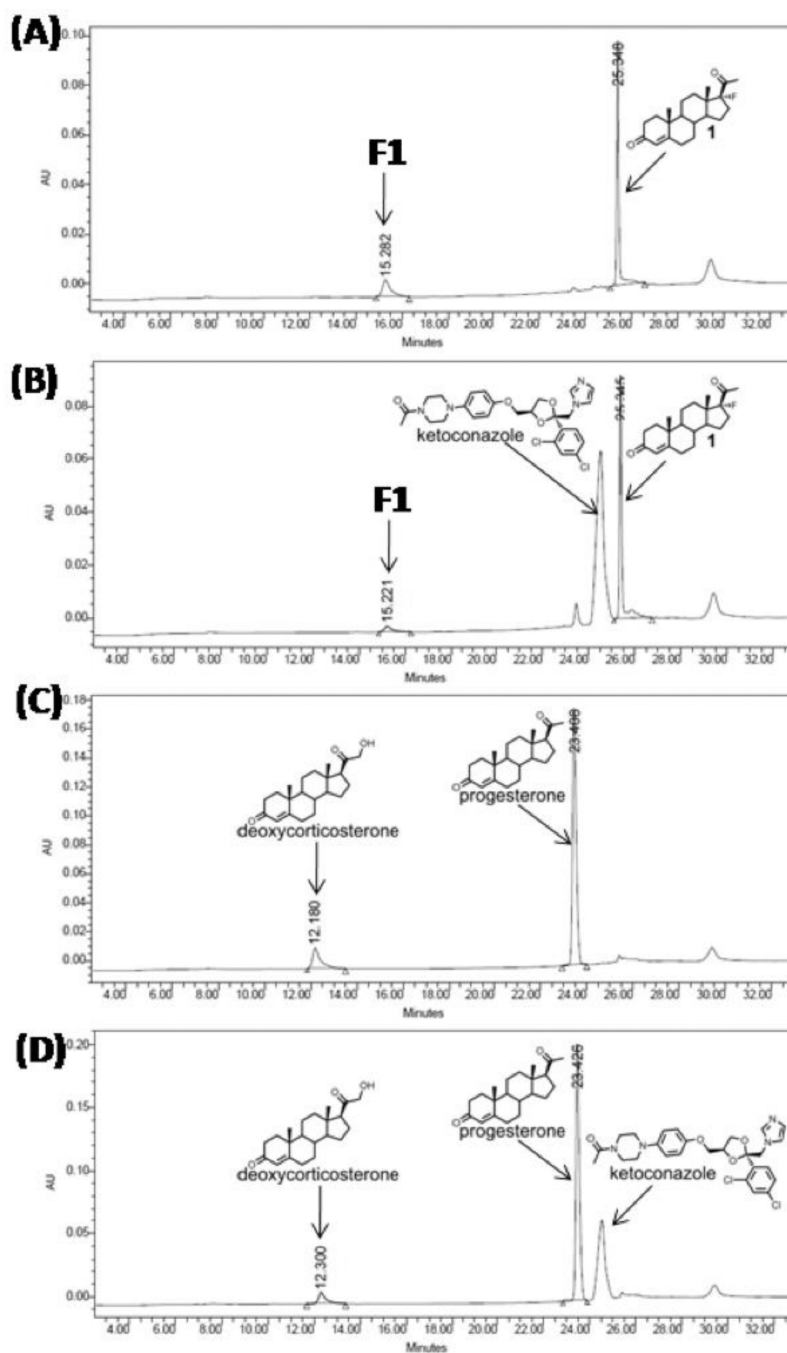 (A)
0.10
0.08
0.06
0.04
0.02
0.00
AU
F1
15.282
O
F
1
O
4.00 6.00 8.00 10.00 12.00 14.00 16.00 18.00 20.00 22.00 24.00 26.00 28.00 30.00 32.00
Minutes
(B)
0.08
0.06
0.04
0.02
0.00
AU
F1
15.221
O
N
N
O
O
O
N
N
Cl
Cl
ketoconazole
25.345
O
F
1
O
4.00 6.00 8.00 10.00 12.00 14.00 16.00 18.00 20.00 22.00 24.00 26.00 28.00 30.00 32.00
Minutes
(C)
0.18
0.16
0.14
0.12
0.10
0.08
0.06
0.04
0.02
0.00
AU
O
OH
O
deoxycorticosterone
12.180
O
O
progesterone
4.00 6.00 8.00 10.00 12.00 14.00 16.00 18.00 20.00 22.00 24.00 26.00 28.00 30.00 32.00
Minutes
(D)
0.20
0.15
0.10
0.05
0.00
AU
O
OH
O
deoxycorticosterone
12.300
O
O
progesterone
23.426
O
N
N
O
O
O
N
N
Cl
Cl
ketoconazole
4.00 6.00 8.00 10.00 12.00 14.00 16.00 18.00 20.00 22.00 24.00 26.00 28.00 30.00 32.00
Minutes